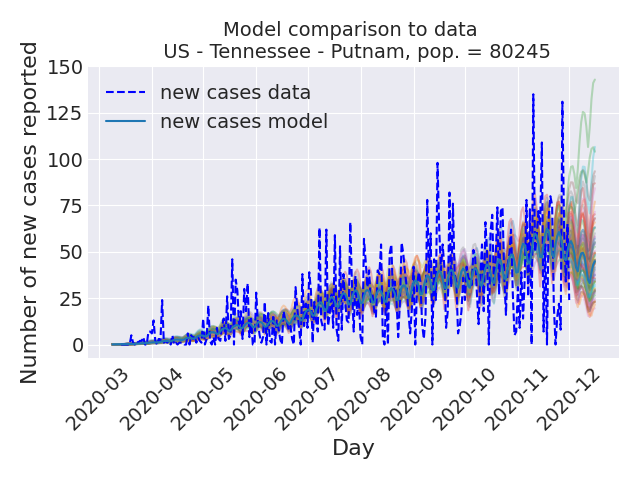 Model comparison to data
US - Tennessee - Putnam, pop. = 80245
Number of new cases reported
150
125
100
75
50
25
0
new cases data
new cases model
2020-03
2020-04
2020-05
2020-06
2020-07
2020-08
2020-09
2020-10
2020-11
2020-12
Day